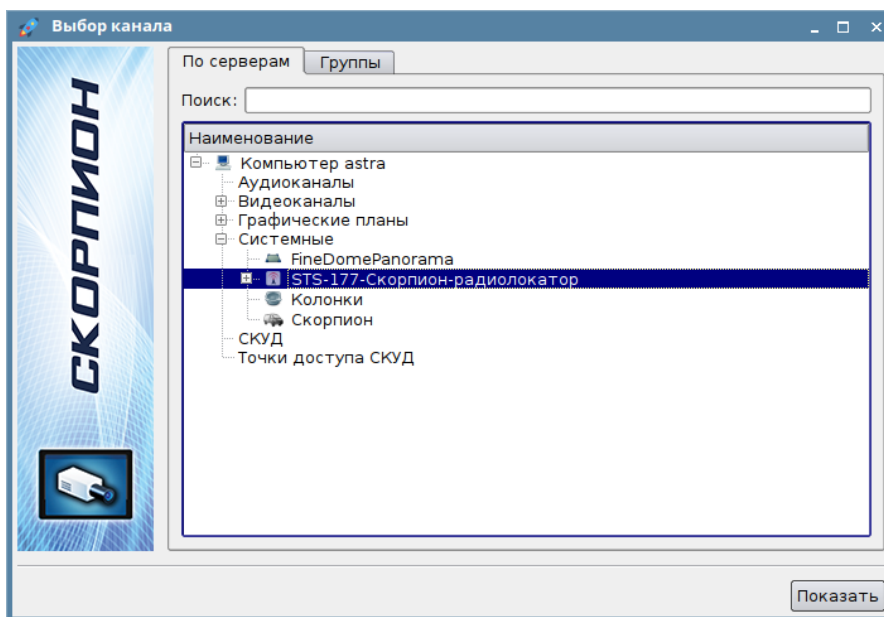 Выбор канала
СКОРПИОН
По серверам Группы
Поиск:
Наименование
Компьютер astra
Аудиоканалы
Видеоканалы
Графические планы
Системные
FineDomePanorama
STS-177-Скорпион-радиолокатор
Колонки
Скорпион
СКУД
Точки доступа СКУД
Показать